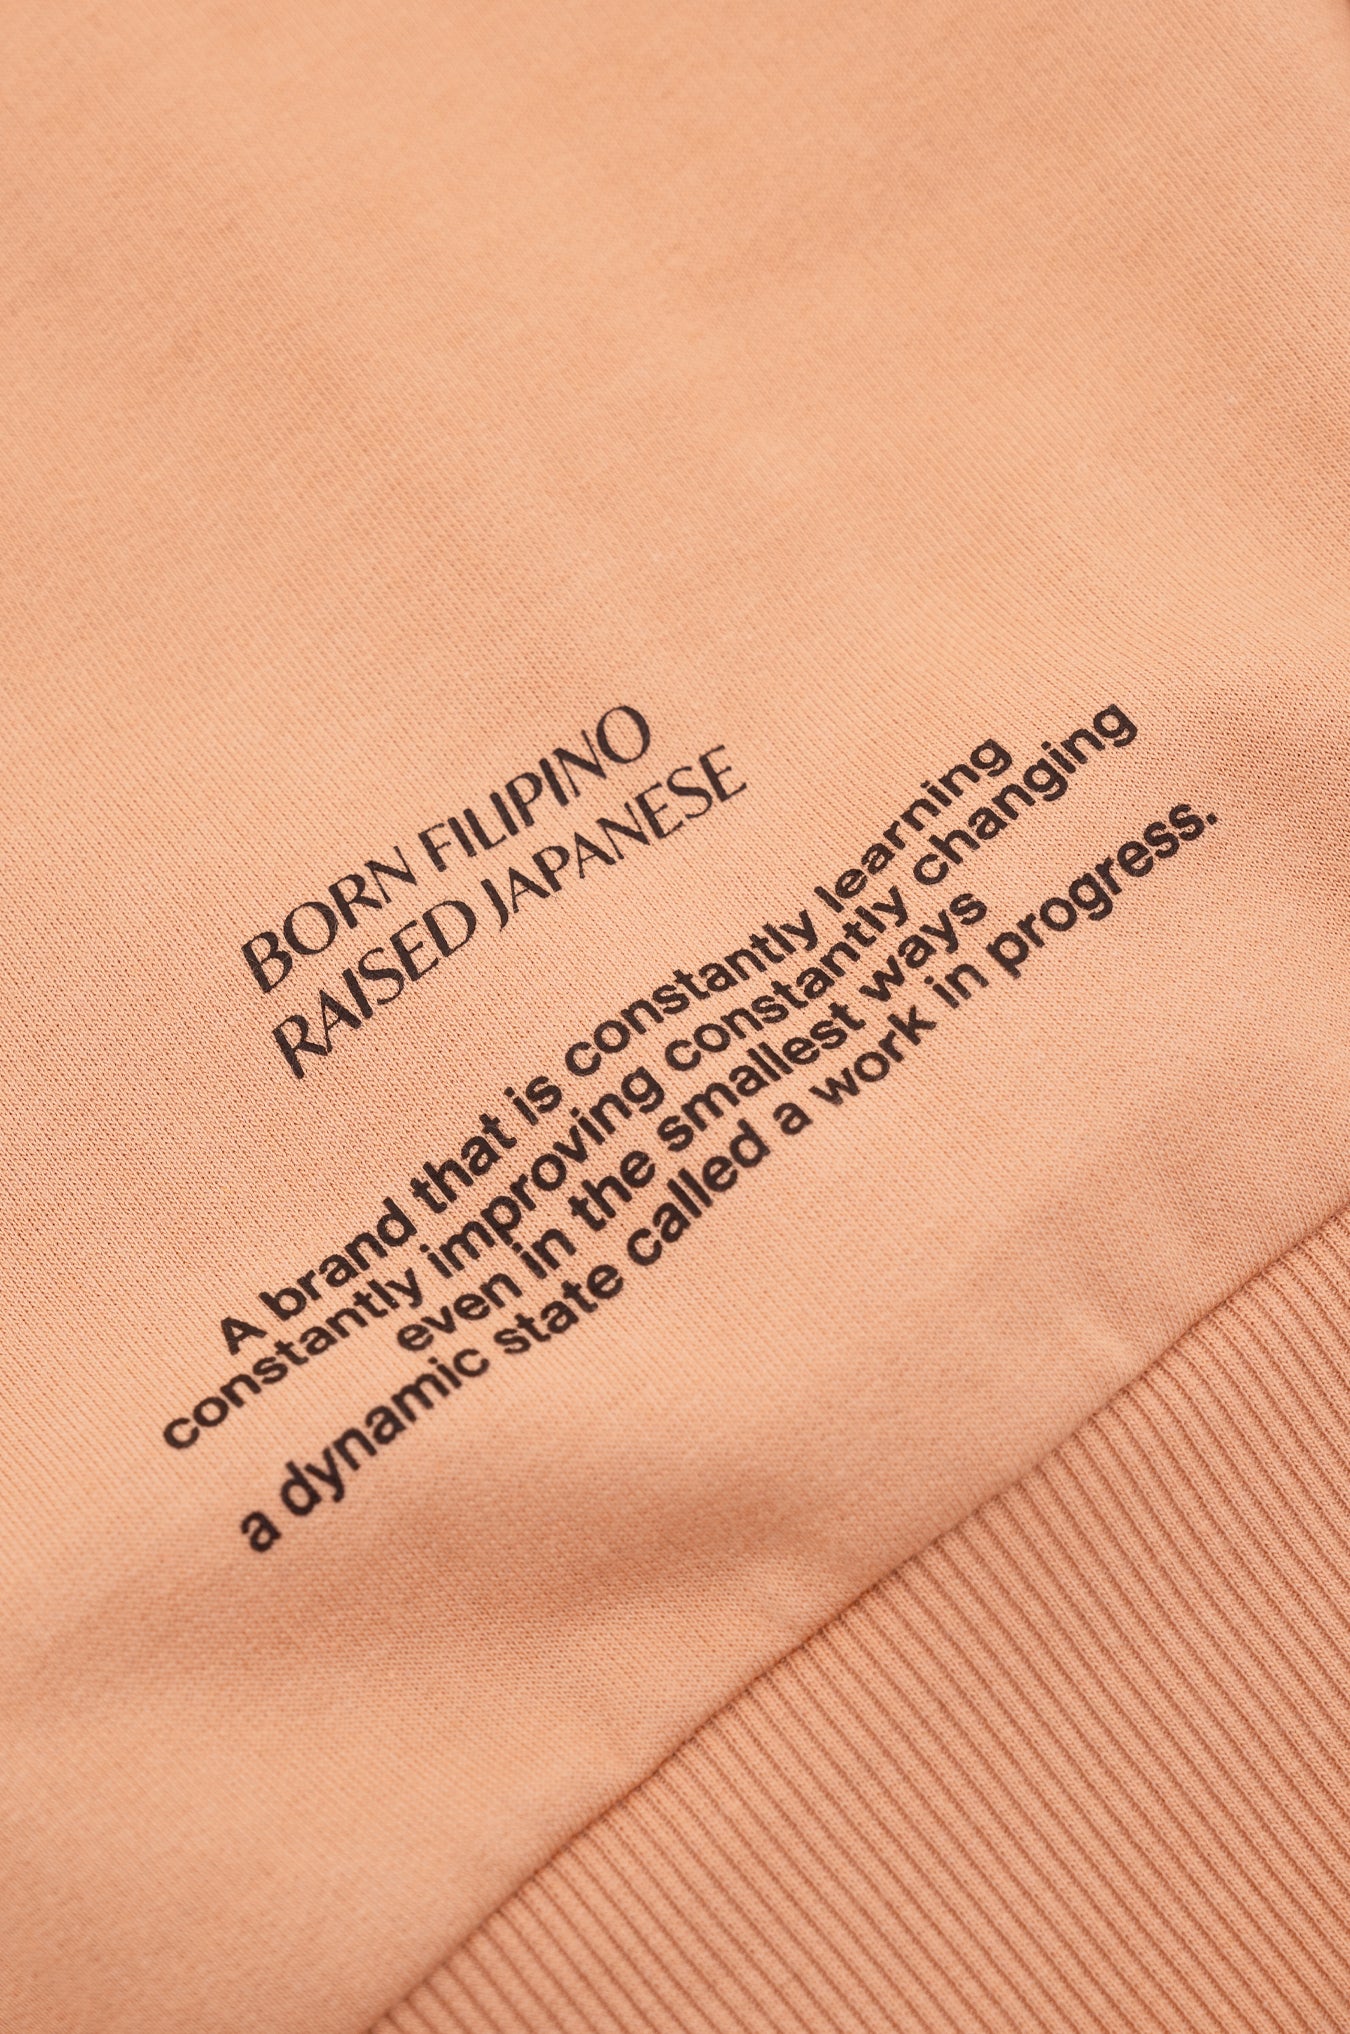 BORN FILIPINO
RAISED JAPANESE
A brand that is constantly learning
constantly improving constantly changing
even in the smallest ways
a dynamic state called a work in progress.